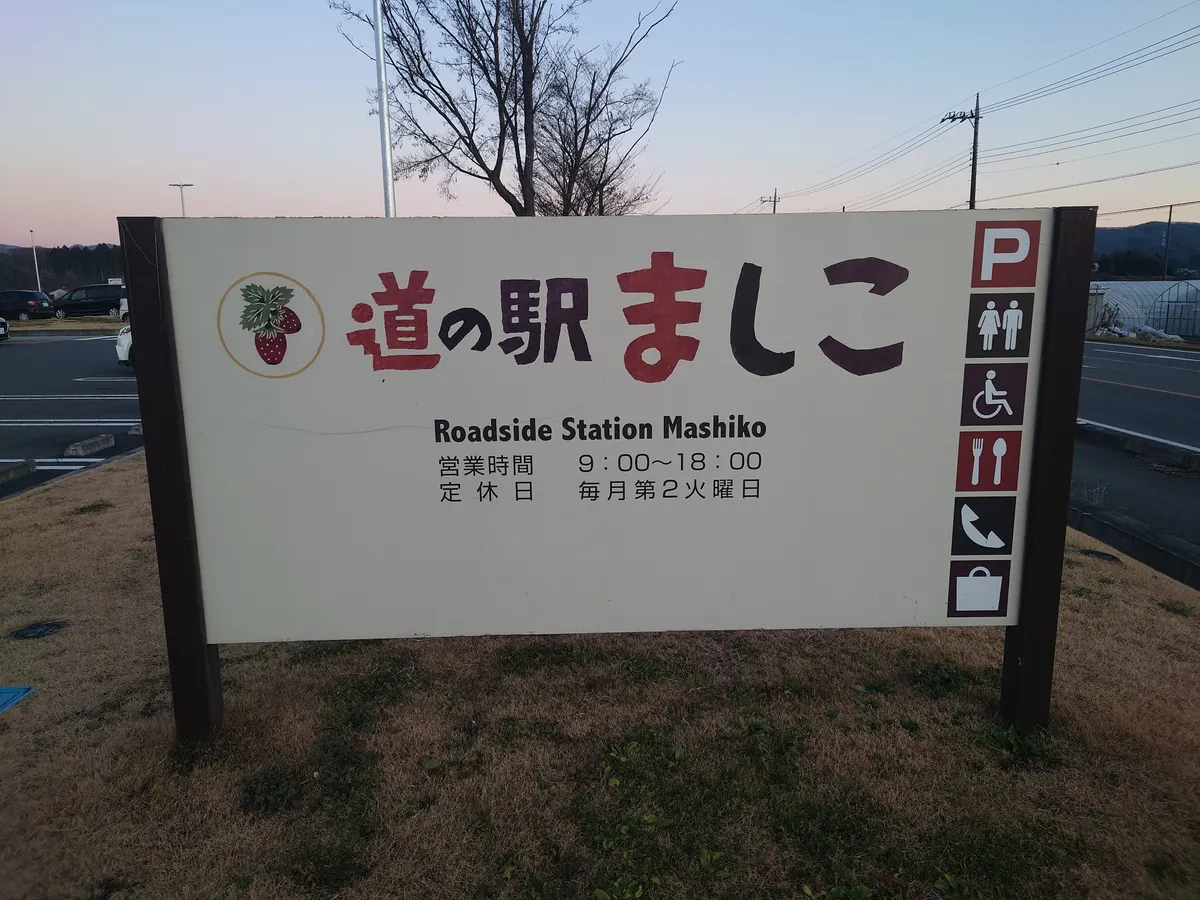 道の駅ましこ
Roadside Station Mashiko
営業時間 9:00～18:00
定休日 毎月第2火曜日
P